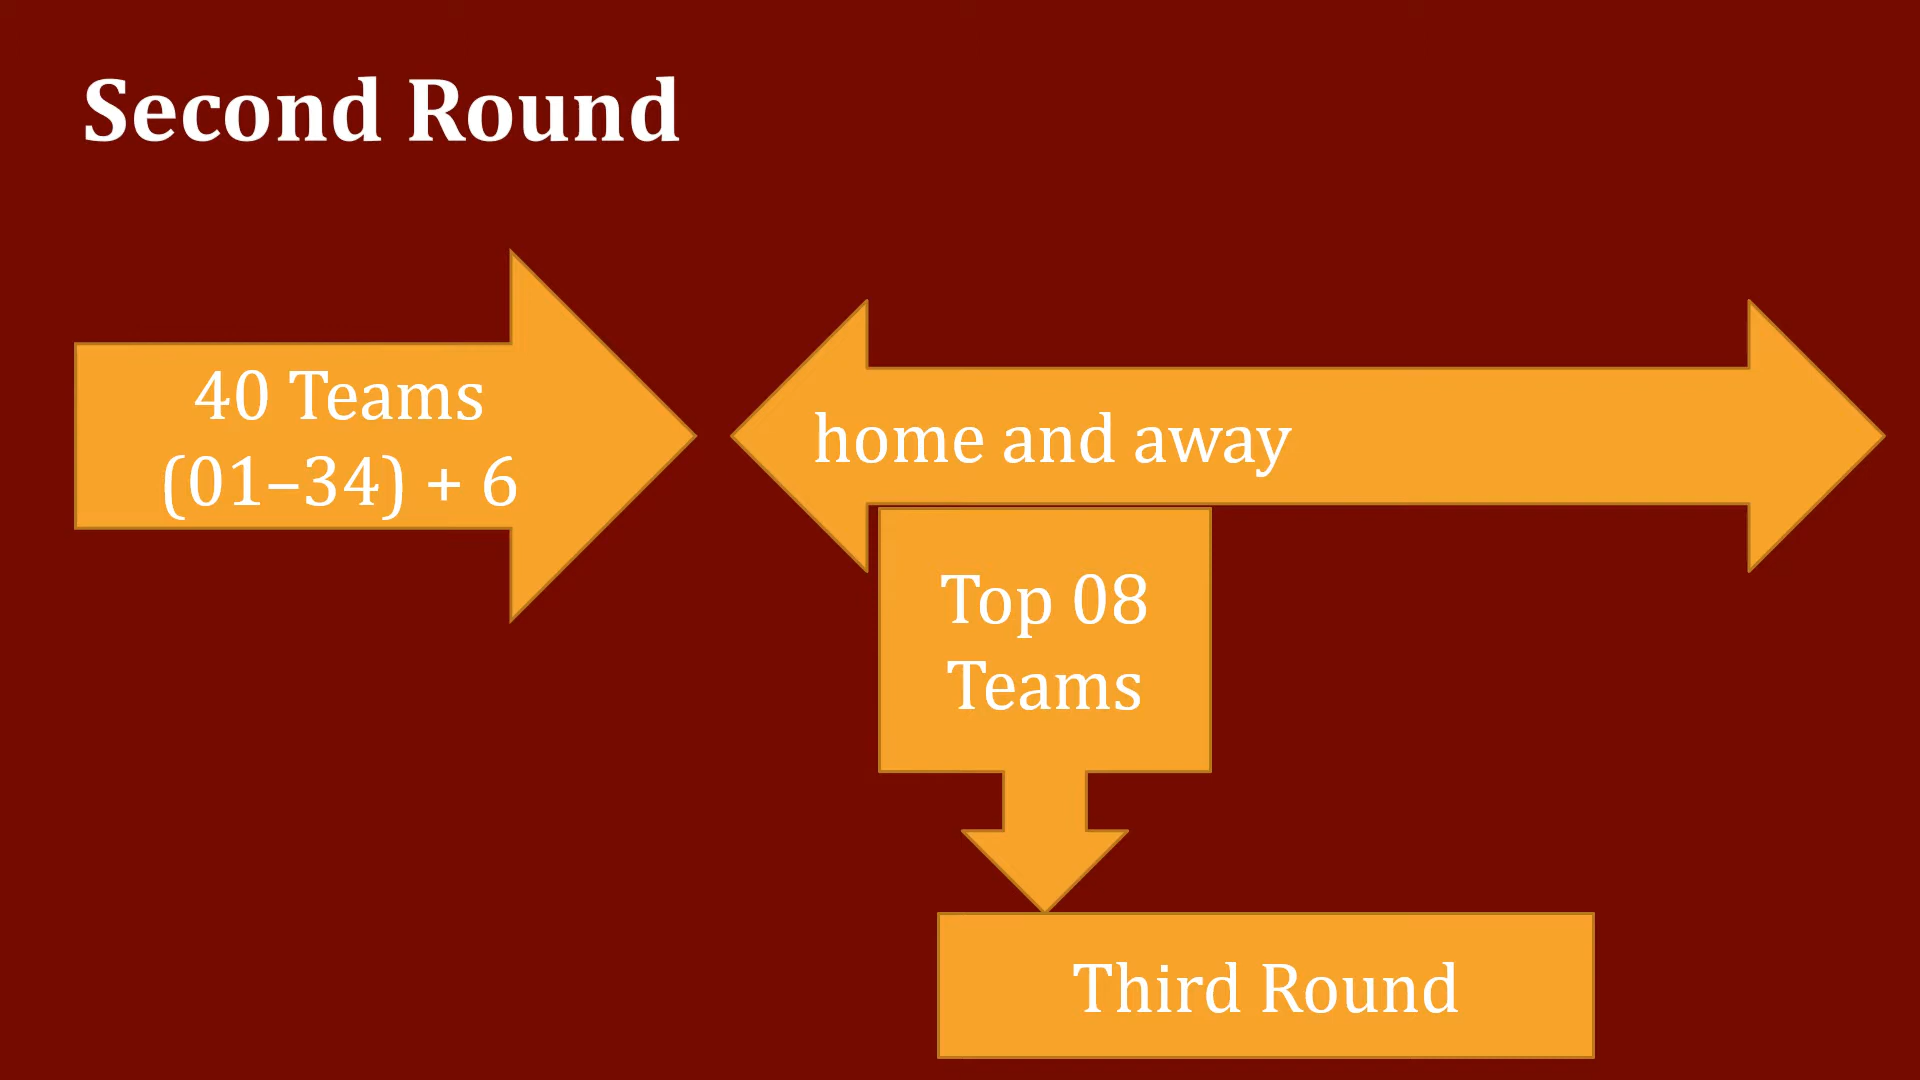 Second Round
40 Teams
(01–34) + 6
home and away
Top 08
Teams
Third Round